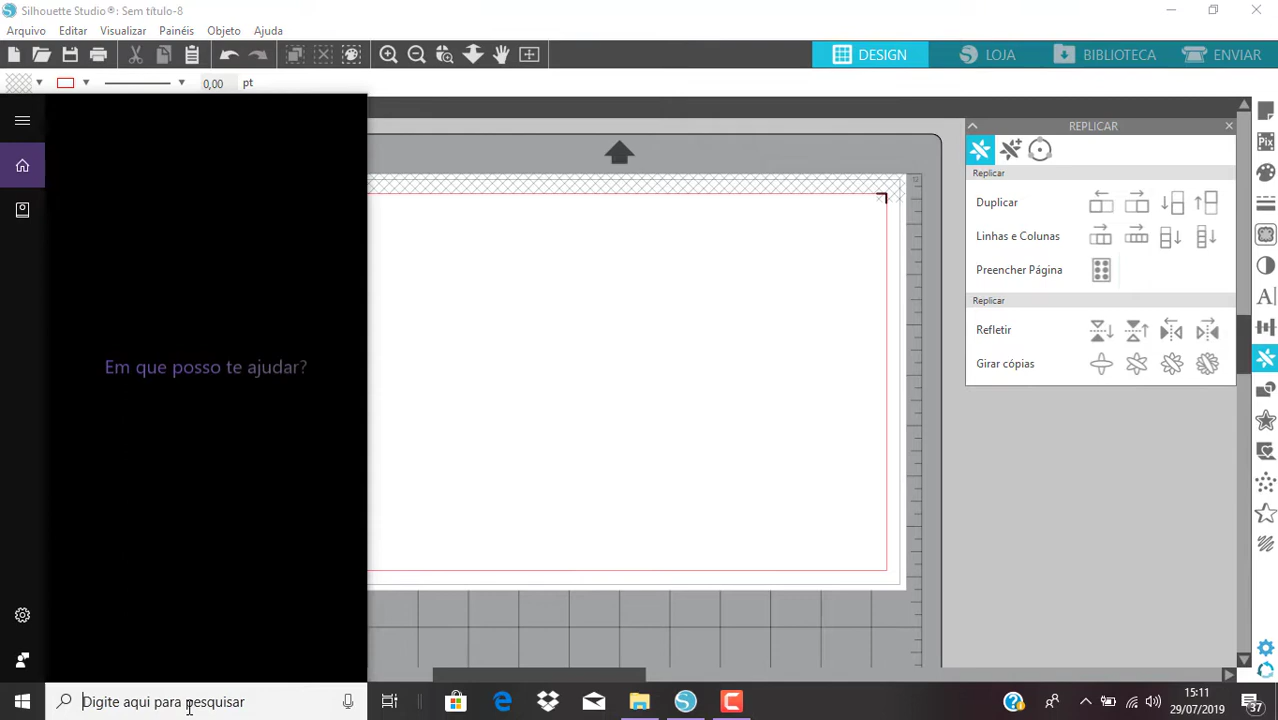 Silhouette Studio®: Sem título-8
Arquivo Editar Visualizar Painéis Objeto Ajuda
DESIGN LOJA BIBLIOTECA ENVIAR
0,00 pt
REPLICAR
Replicar
Duplicar
Linhas e Colunas
Preencher Página
Replicar
Refletir
Girar cópias
Pix
Em que posso te ajudar?
Digite aqui para pesquisar
15:11
29/07/2019
37